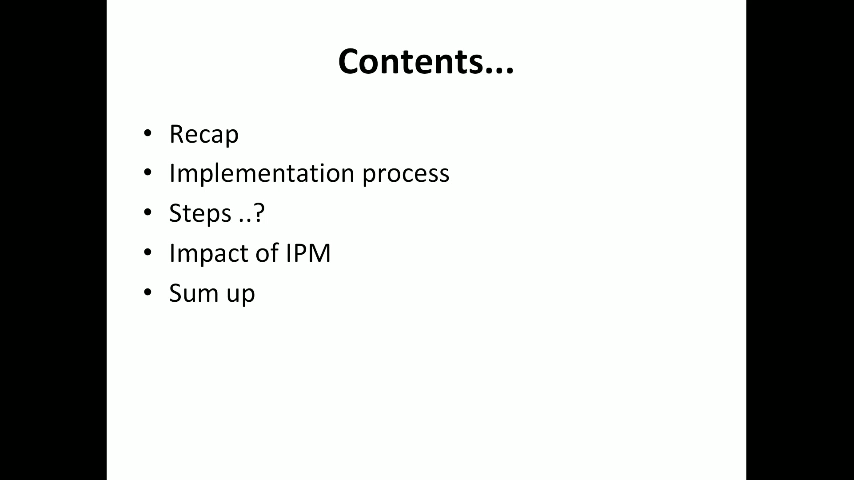 Contents...
• Recap
• Implementation process
• Steps ..?
• Impact of IPM
• Sum up